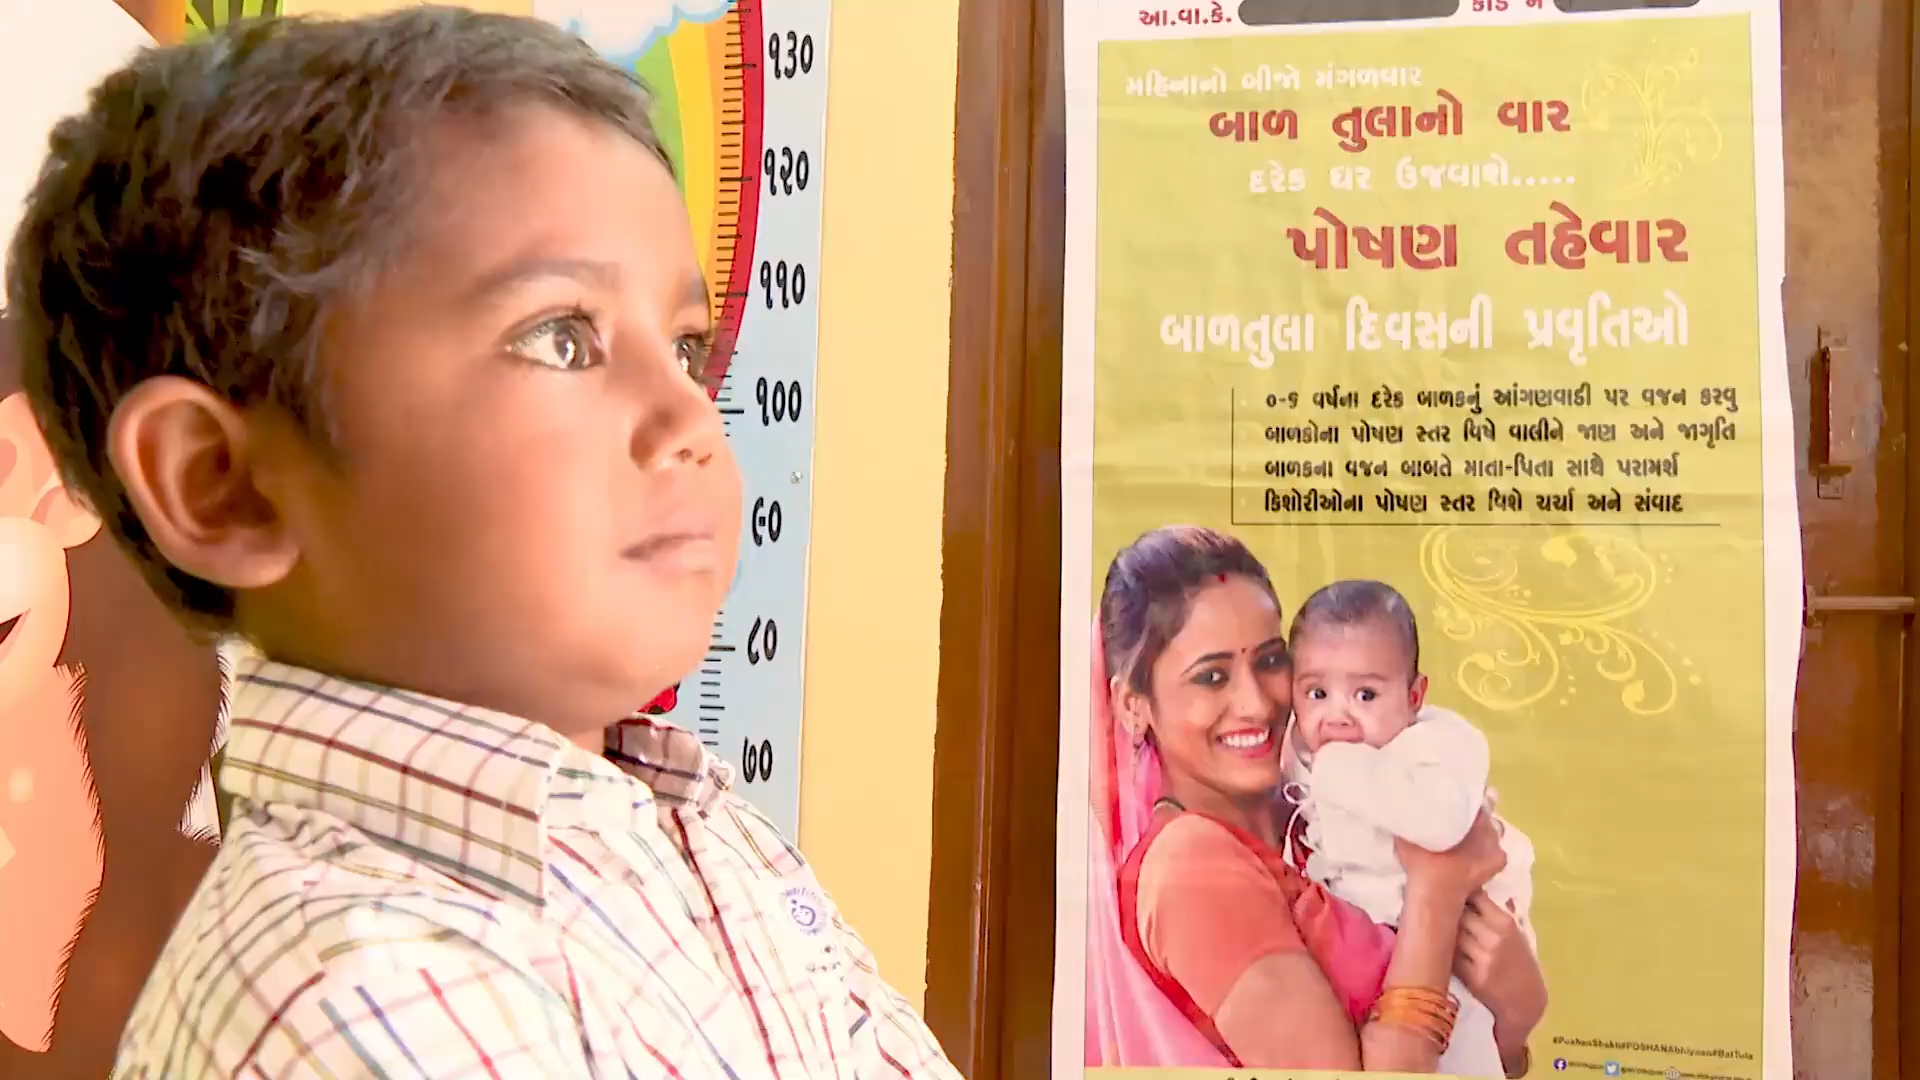 ૧૩૦
૧૨૦
૧૧૦
૧૦૦
૯૦
૮૦
૭૦
આ.વા.કે.
કોડ નં
મહિનાનો બીજો મંગળવાર
બાળ તુલાનો વાર
દરેક ઘર ઉજવાશે.....
પોષણ તહેવાર
બાળતુલા દિવસની પ્રવૃતિઓ
૦-૬ વર્ષના દરેક બાળકનું આંગણવાડી પર વજન કરવુ
બાળકોના પોષણ સ્તર વિષે વાલીને જાણ અને જાગૃતિ
બાળકના વજન બાબતે માતા-પિતા સાથે પરામર્શ
કિશોરીઓના પોષણ સ્તર વિશે ચર્ચા અને સંવાદ
#PoshanShakti#POSHANAbhiyaan#BalTula